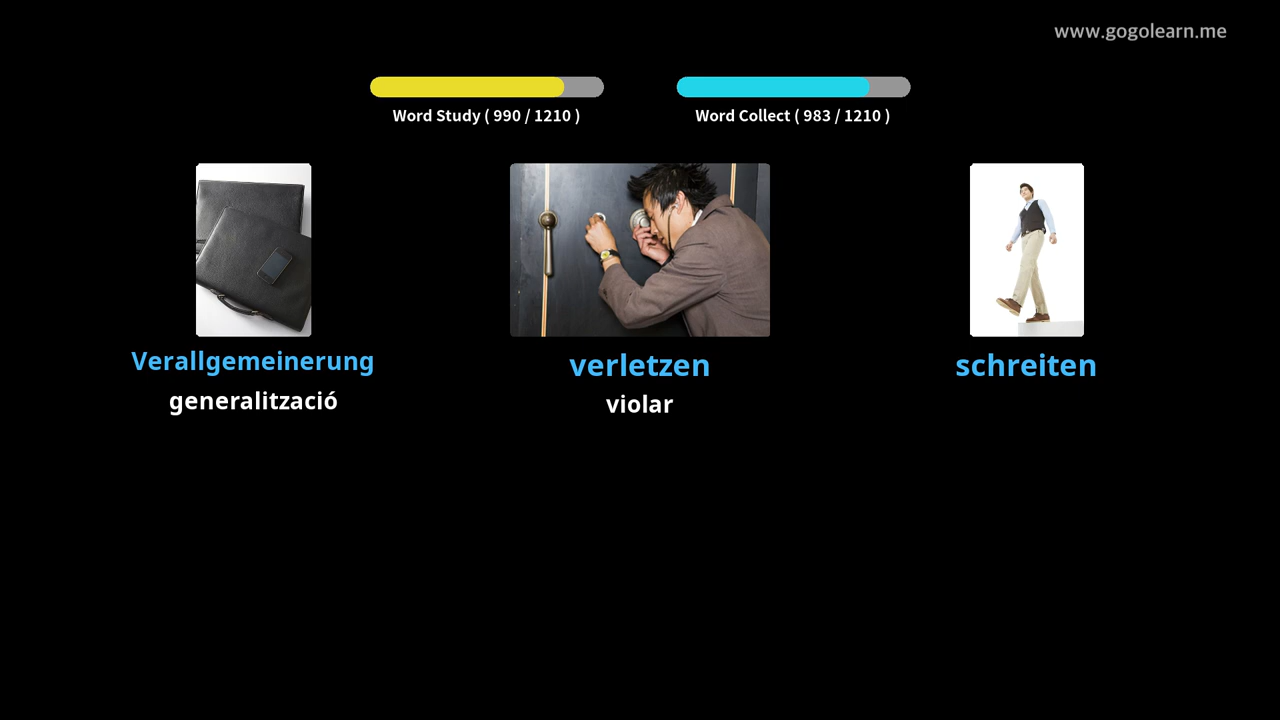 www.gogolearn.me
Word Study ( 990 / 1210 )
Word Collect ( 983 / 1210 )
Verallgemeinerung
generalització
verletzen
violar
schreiten